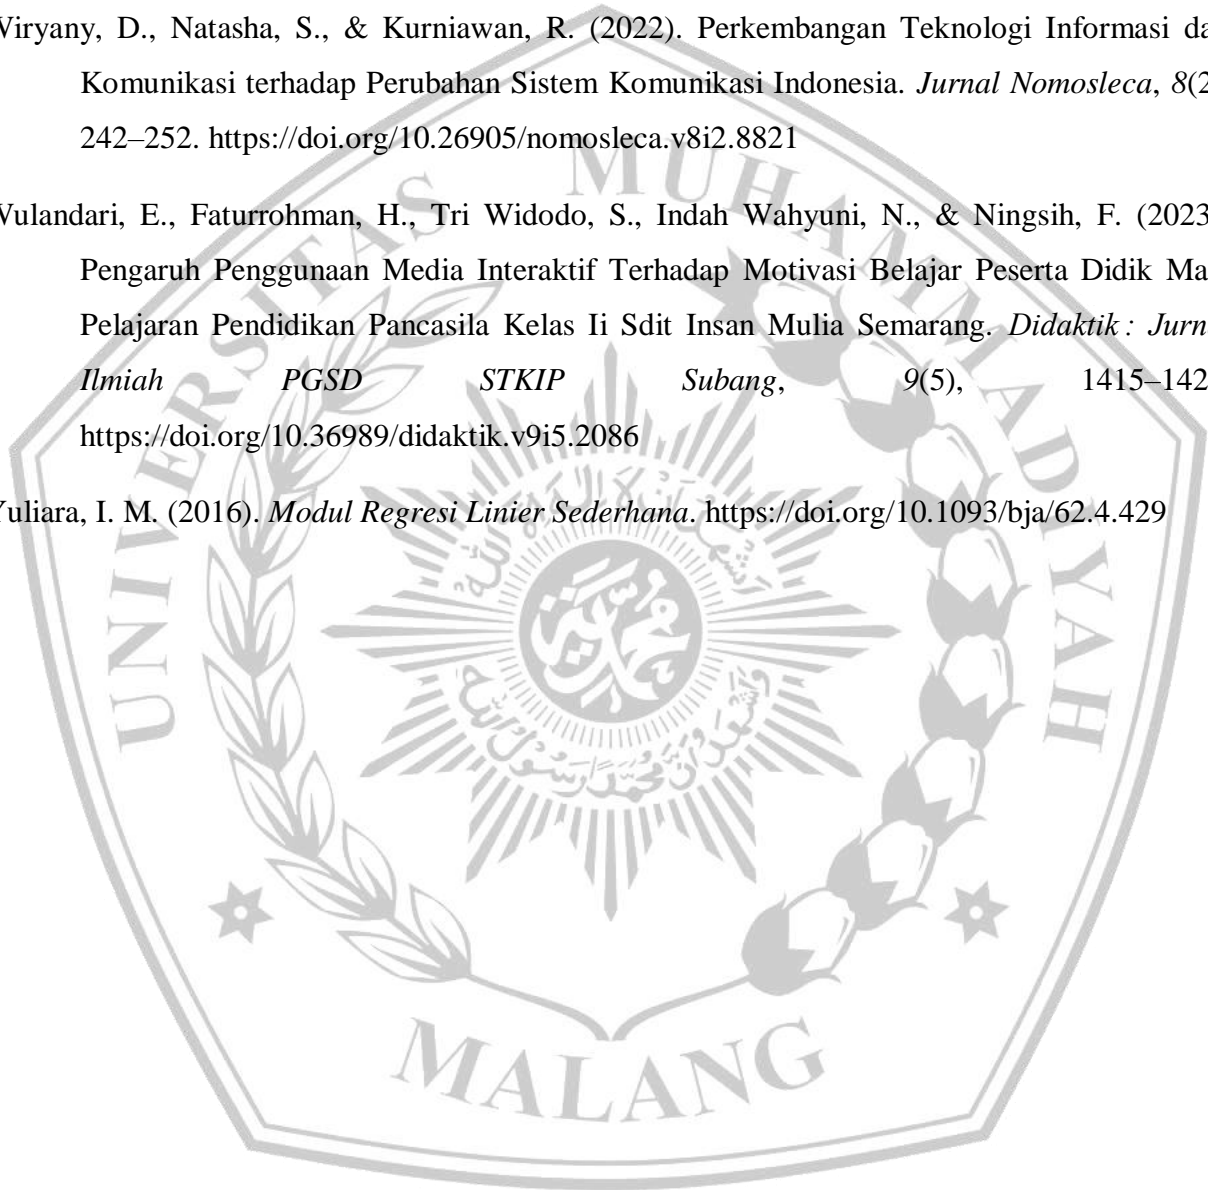 Wiryany, D., Natasha, S., & Kurniawan, R. (2022). Perkembangan Teknologi Informasi da
Komunikasi terhadap Perubahan Sistem Komunikasi Indonesia. Jurnal Nomosleca, 8(2
242–252. https://doi.org/10.26905/nomosleca.v8i2.8821
Wulandari, E., Faturrohman, H., Tri Widodo, S., Indah Wahyuni, N., & Ningsih, F. (2023
Pengaruh Penggunaan Media Interaktif Terhadap Motivasi Belajar Peserta Didik Ma
Pelajaran Pendidikan Pancasila Kelas Ii Sdit Insan Mulia Semarang. Didaktik : Jurn
Ilmiah PGSD STKIP Subang, 9(5), 1415–142
https://doi.org/10.36989/didaktik.v9i5.2086
Yuliara, I. M. (2016). Modul Regresi Linier Sederhana. https://doi.org/10.1093/bja/62.4.429
UNIVERSITAS MUHAMMADIYAH
MALANG